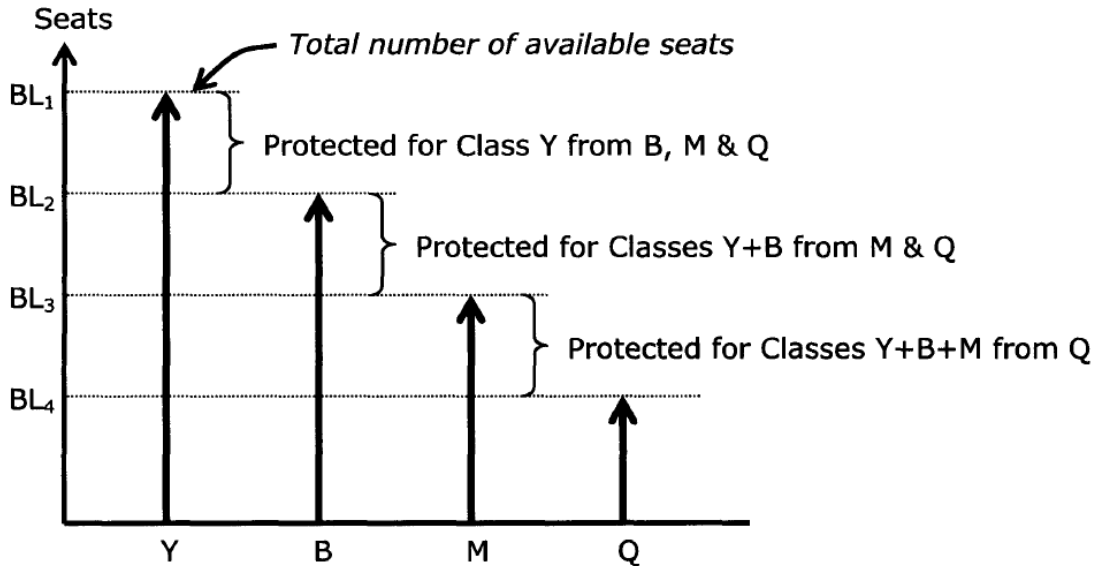 Seats
Total number of available seats
BL₁
Protected for Class Y from B, M & Q
BL₂
Protected for Classes Y+B from M & Q
BL₃
Protected for Classes Y+B+M from Q
BL₄
Y B M Q